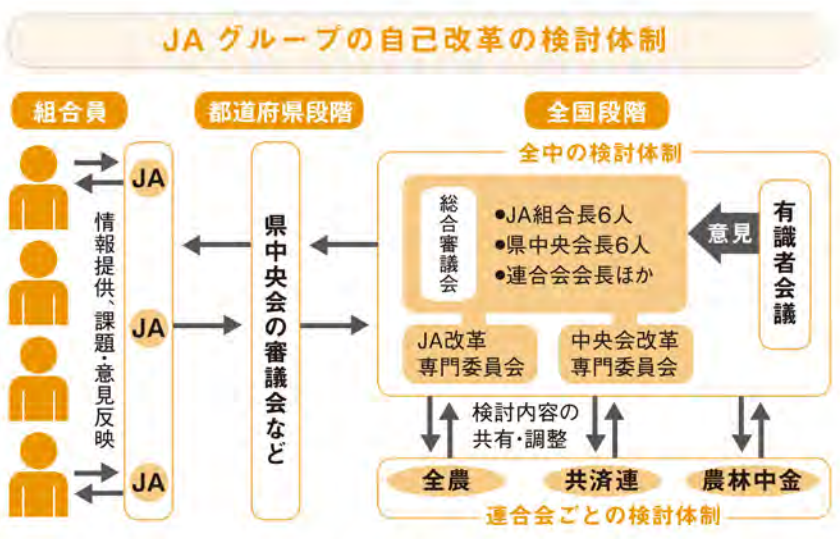 JAグループの自己改革の検討体制
組合員
都道府県段階
全国段階
JA
JA
JA
情報提供、課題・意見反映
県中央会の審議会など
全中の検討体制
総合審議会
●JA組合長6人
●県中央会長6人
●連合会会長ほか
意見
有識者会議
JA改革
専門委員会
中央会改革
専門委員会
検討内容の
共有・調整
全農
共済連
農林中金
連合会ごとの検討体制